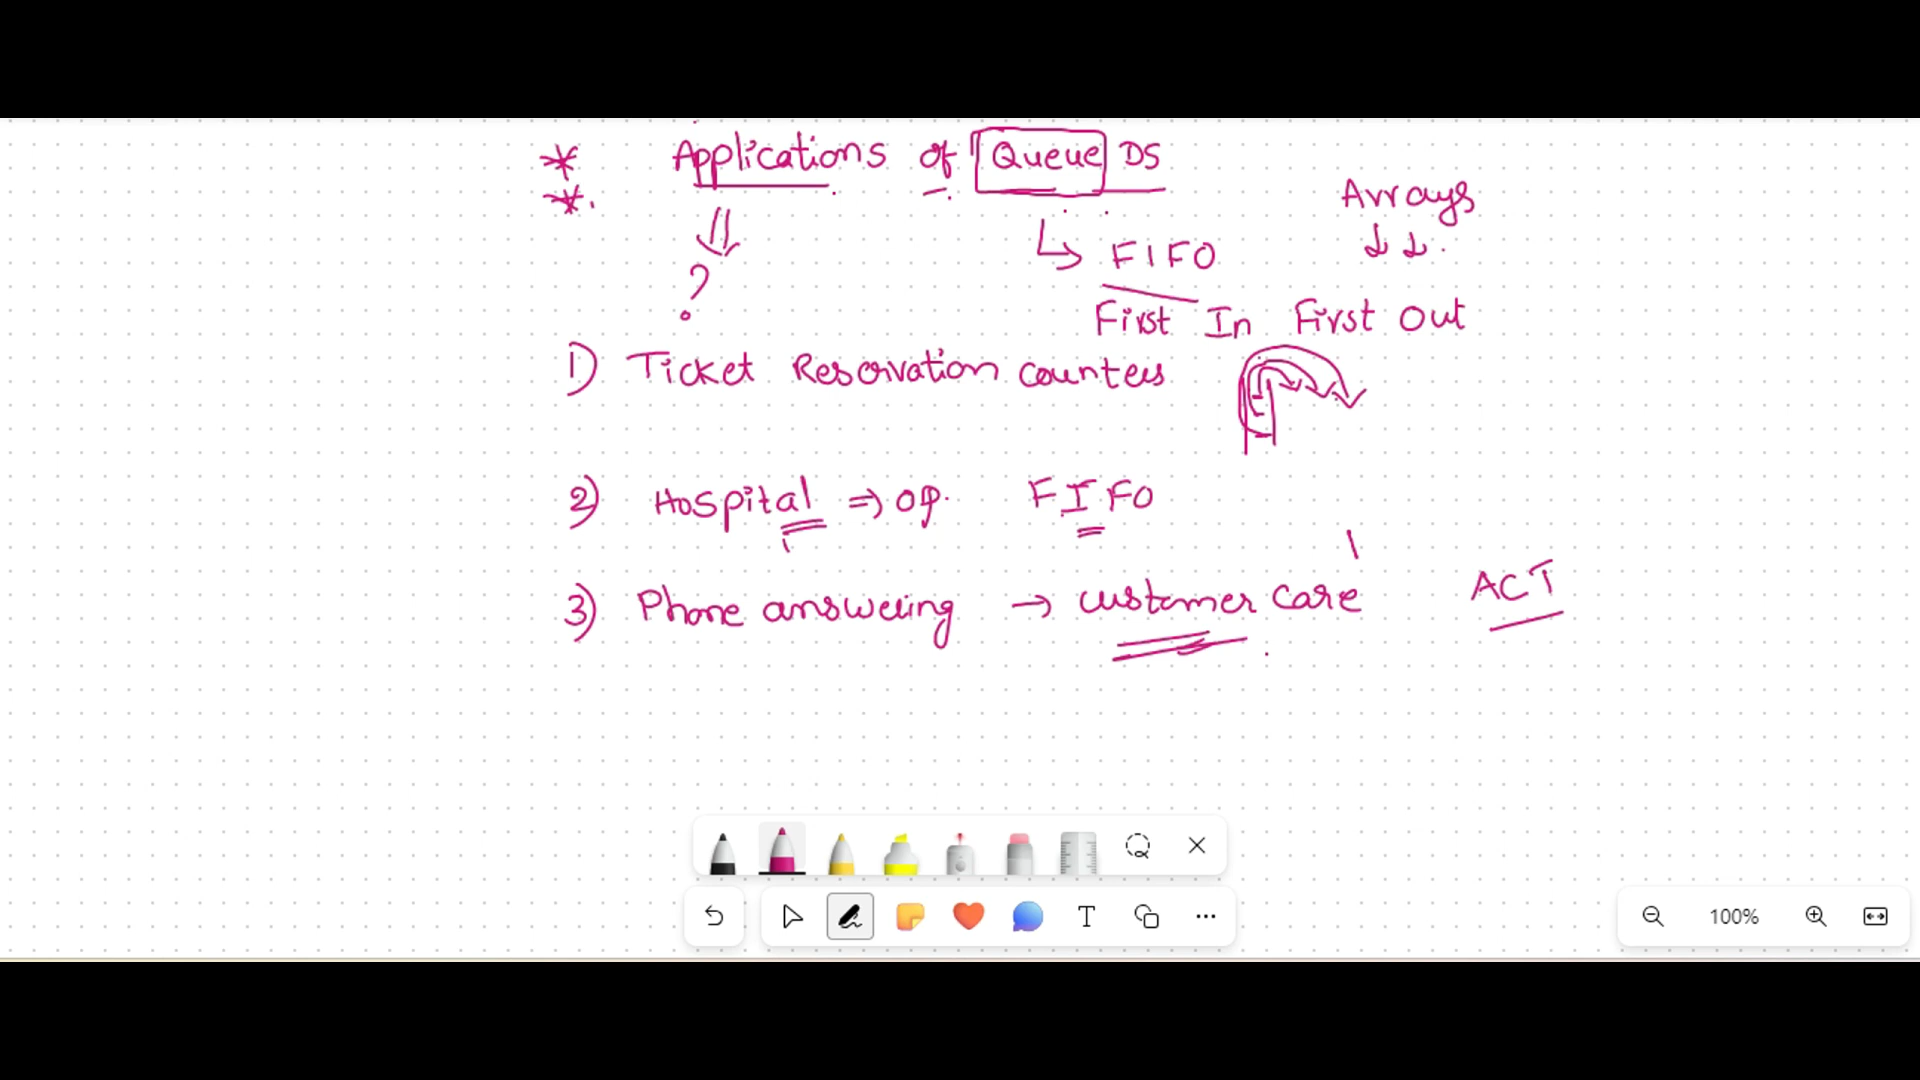 * Applications of Queue DS
*.
Arrays
FIFO
?
First In First Out
1) Ticket Reservation counters
2) Hospital => op. FIFO
3) Phone answering -> customer care
ACT
T
100%